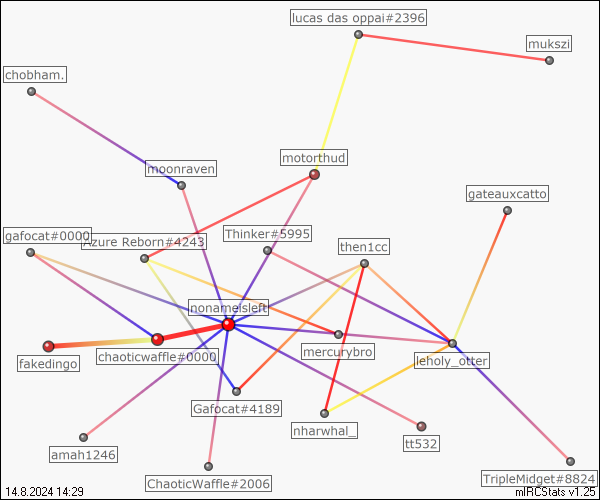 lucas das oppai#2396
mukszi
chobham.
motorthud
moonraven
gateauxcatto
gafocat#0000
Azure Reborn#4243
Thinker#5995
then1cc
nonameisleft
chaoticwaffle#0000
mercurybro
leholy_otter
fakedingo
Gafocat#4189
nharwhal_
tt532
amah1246
ChaoticWaffle#2006
TripleMidget#8824
14.8.2024 14:29
mIRCStats v1.25